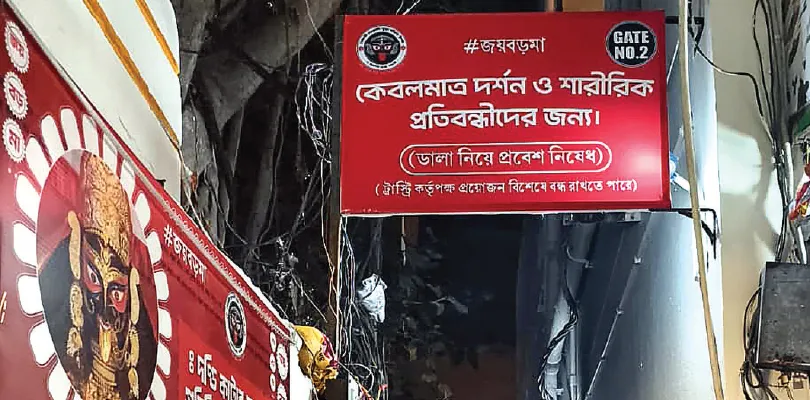 #জয়বড়মা
GATE
NO.2
কেবলমাত্র দর্শন ও শারীরিক
প্রতিবন্ধীদের জন্য।
(ডালা নিয়ে প্রবেশ নিষেধ)
( ট্রাস্ট্রি কর্তৃপক্ষ প্রয়োজন বিশেষে বন্ধ রাখতে পারে)
#জয়বড়মা
ঃ দণ্ডি কাটার